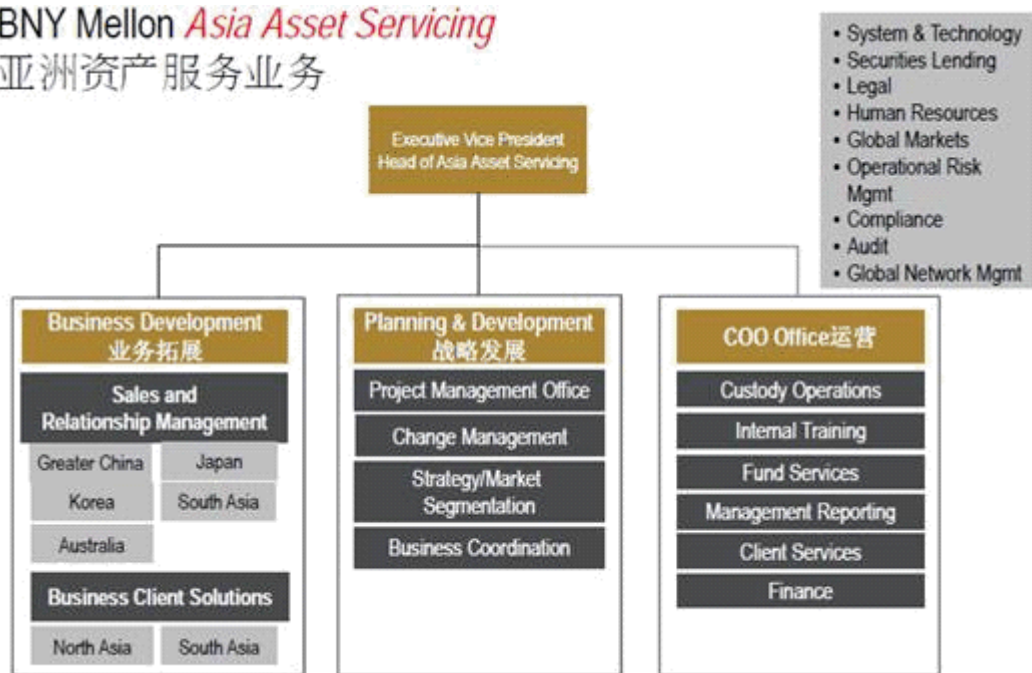 BNY Mellon Asia Asset Servicing
亚洲资产服务业务
• System & Technology
• Securities Lending
• Legal
• Human Resources
• Global Markets
• Operational Risk
Mgmt
• Compliance
• Audit
• Global Network Mgmt
Executive Vice President
Head of Asia Asset Servicing
Business Development
业务拓展
Sales and
Relationship Management
Greater China
Japan
Korea
South Asia
Australia
Business Client Solutions
North Asia
South Asia
Planning & Development
战略发展
Project Management Office
Change Management
Strategy/Market
Segmentation
Business Coordination
COO Office运营
Custody Operations
Internal Training
Fund Services
Management Reporting
Client Services
Finance